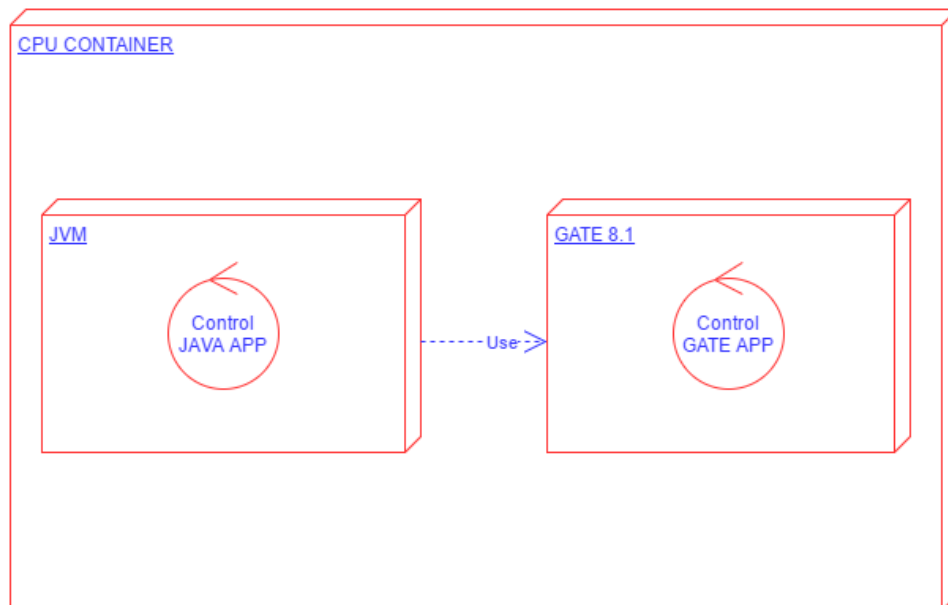 CPU CONTAINER
JVM
Control
JAVA APP
Use
GATE 8.1
Control
GATE APP